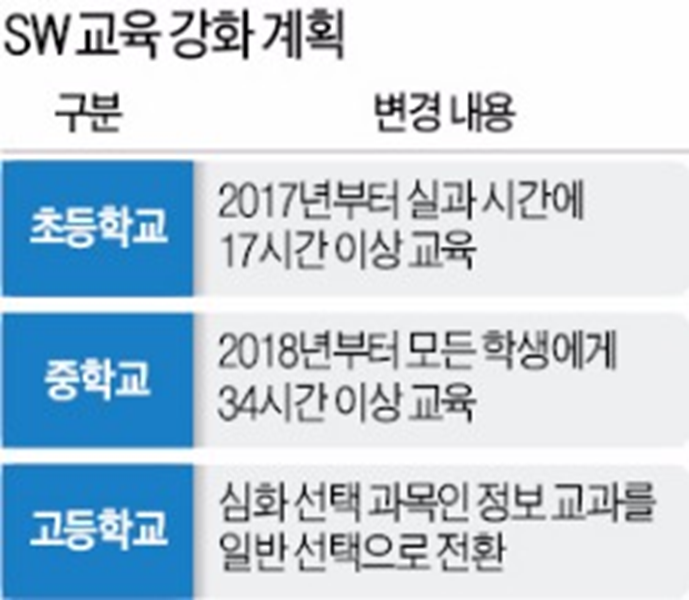 SW 교육 강화 계획
구분 변경 내용
초등학교
2017년부터 실과 시간에
17시간 이상 교육
중학교
2018년부터 모든 학생에게
34시간 이상 교육
고등학교
심화 선택 과목인 정보 교과를
일반 선택으로 전환